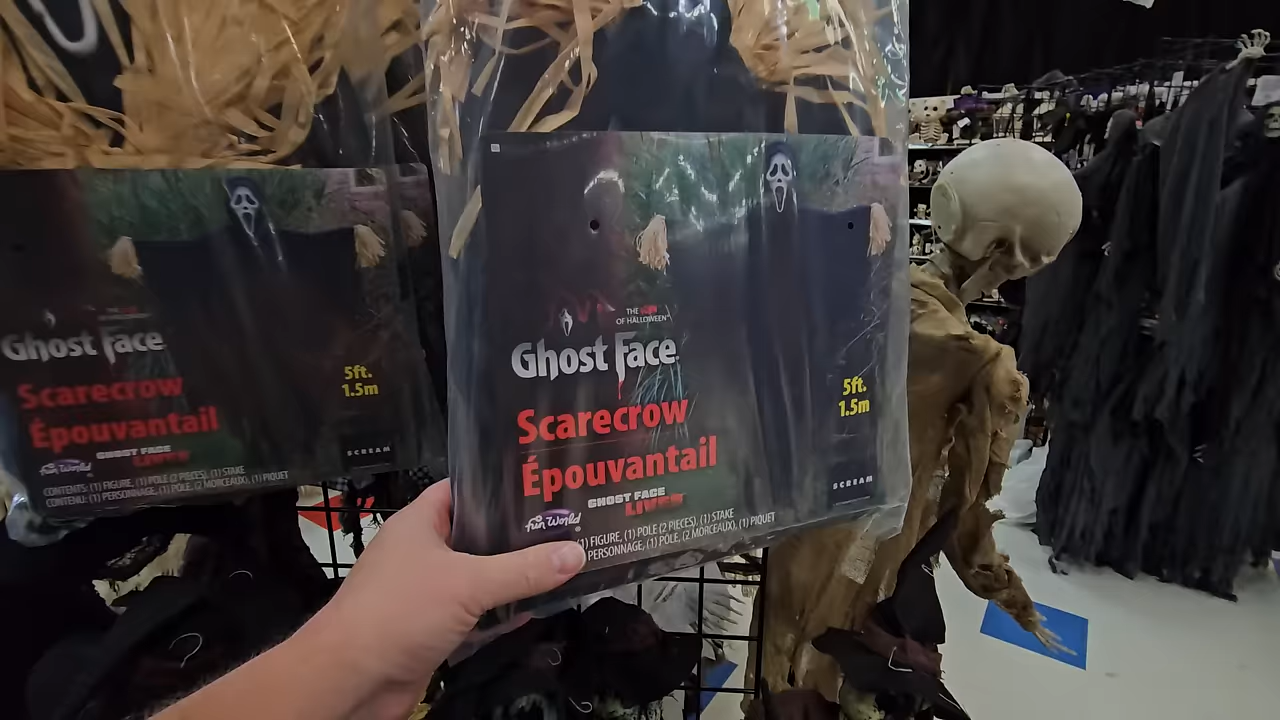 Ghost Face
Scarecrow
Épouvantail
5ft.
1.5m
GHOST FACE
LIVES
fun World
SCREAM
CONTENTS: (1) FIGURE, (1) POLE (2 PIECES), (1) STAKE
CONTENU: (1) PERSONNAGE, (1) POLE, (2 MORCEAUX), (1) PIQUET
THE ICON
OF HALLOWEEN
Ghost Face
Scarecrow
Épouvantail
5ft.
1.5m
GHOST FACE
LIVES
fun World
SCREAM
(1) FIGURE, (1) POLE (2 PIECES), (1) STAKE
PERSONNAGE, (1) POLE, (2 MORCEAUX), (1) PIQUET